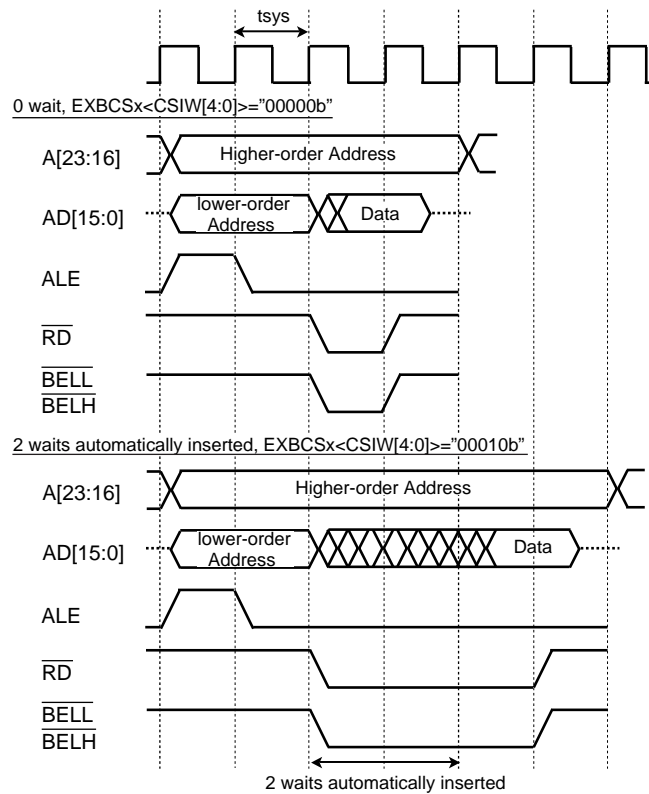 tsys
0 wait, EXBCSx<CSIW[4:0]>="00000b"
A[23:16]
Higher-order Address
AD[15:0]
lower-order
Address
Data
ALE
RD
BELL
BELH
2 waits automatically inserted, EXBCSx<CSIW[4:0]>="00010b"
A[23:16]
Higher-order Address
AD[15:0]
lower-order
Address
Data
ALE
RD
BELL
BELH
2 waits automatically inserted